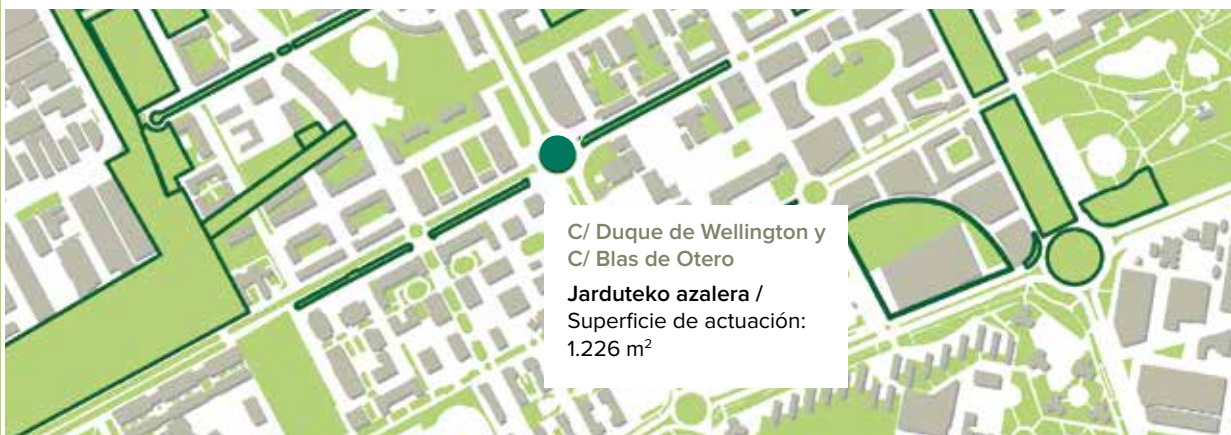 C/ Duque de Wellington y
C/ Blas de Otero
Jarduteko azalera /
Superficie de actuación:
1.226 m²